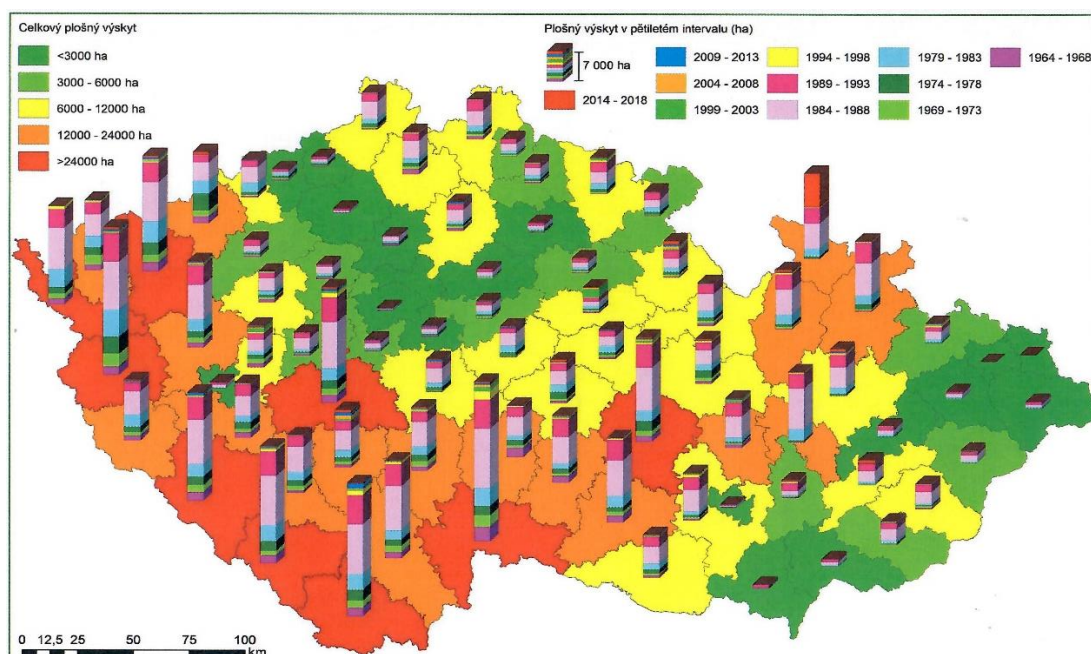 Celkový plošný výskyt
<3000 ha
3000 - 6000 ha
6000 - 12000 ha
12000 - 24000 ha
>24000 ha
Plošný výskyt v pětiletém intervalu (ha)
7 000 ha
2014 - 2018
2009 - 2013
2004 - 2008
1999 - 2003
1994 - 1998
1989 - 1993
1984 - 1988
1979 - 1983
1974 - 1978
1969 - 1973
1964 - 1968
0 12,5 25 50 75 100
km